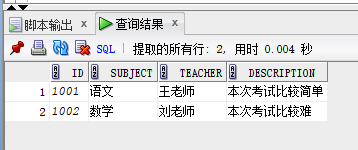 脚本输出 × 查询结果 ×
SQL | 提取的所有行: 2, 用时 0.004 秒
ID SUBJECT TEACHER DESCRIPTION
1 1001 语文 王老师 本次考试比较简单
2 1002 数学 刘老师 本次考试比较难